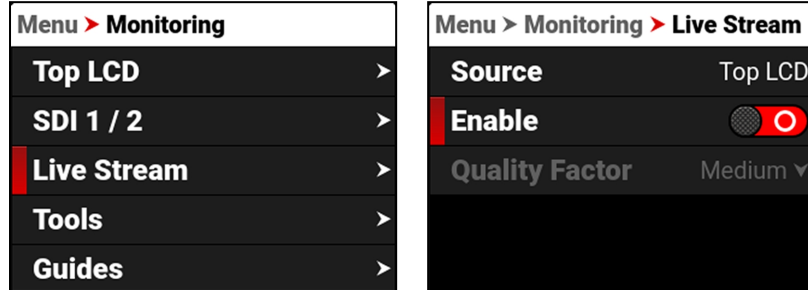 Menu > Monitoring
Top LCD >
SDI 1 / 2 >
Live Stream >
Tools >
Guides >
Menu > Monitoring > Live Stream
Source Top LCD
Enable
Quality Factor Medium